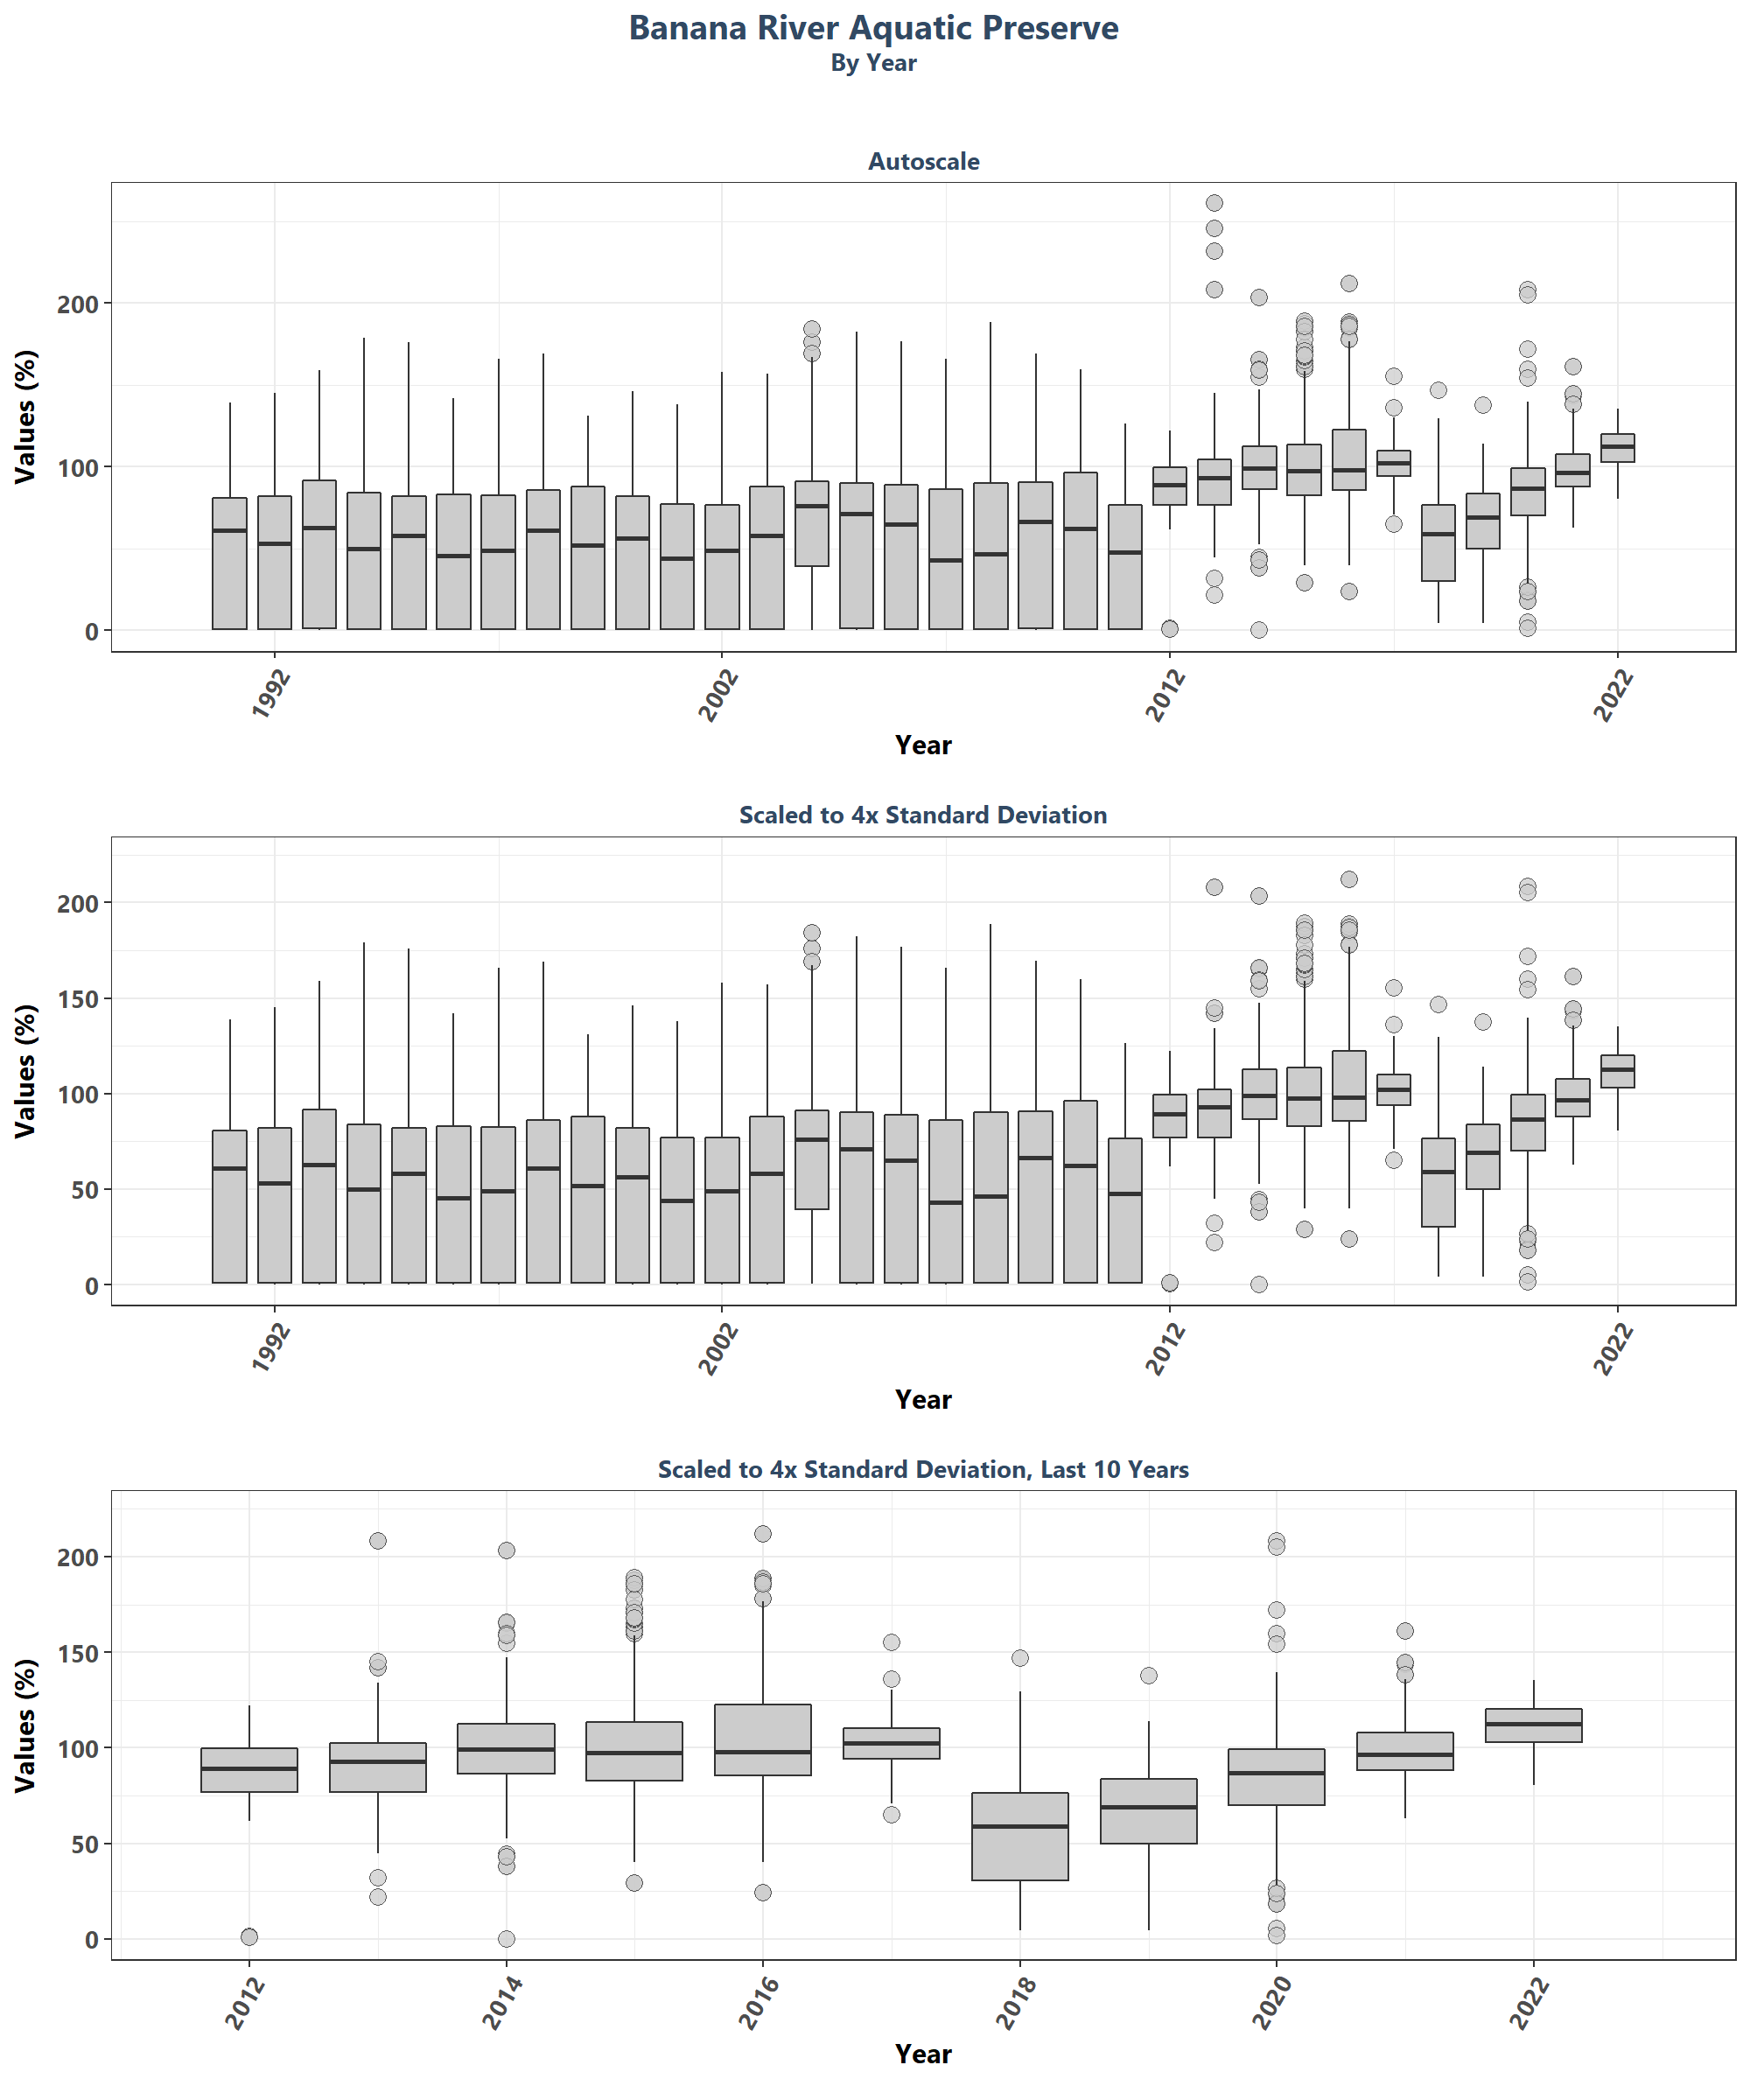 Banana River Aquatic Preserve
By Year
Autoscale
Values (%)
200
100
0
1992
2002
2012
2022
Year
Scaled to 4x Standard Deviation
Values (%)
200
150
100
50
0
1992
2002
2012
2022
Year
Scaled to 4x Standard Deviation, Last 10 Years
Values (%)
200
150
100
50
0
2012
2014
2016
2018
2020
2022
Year